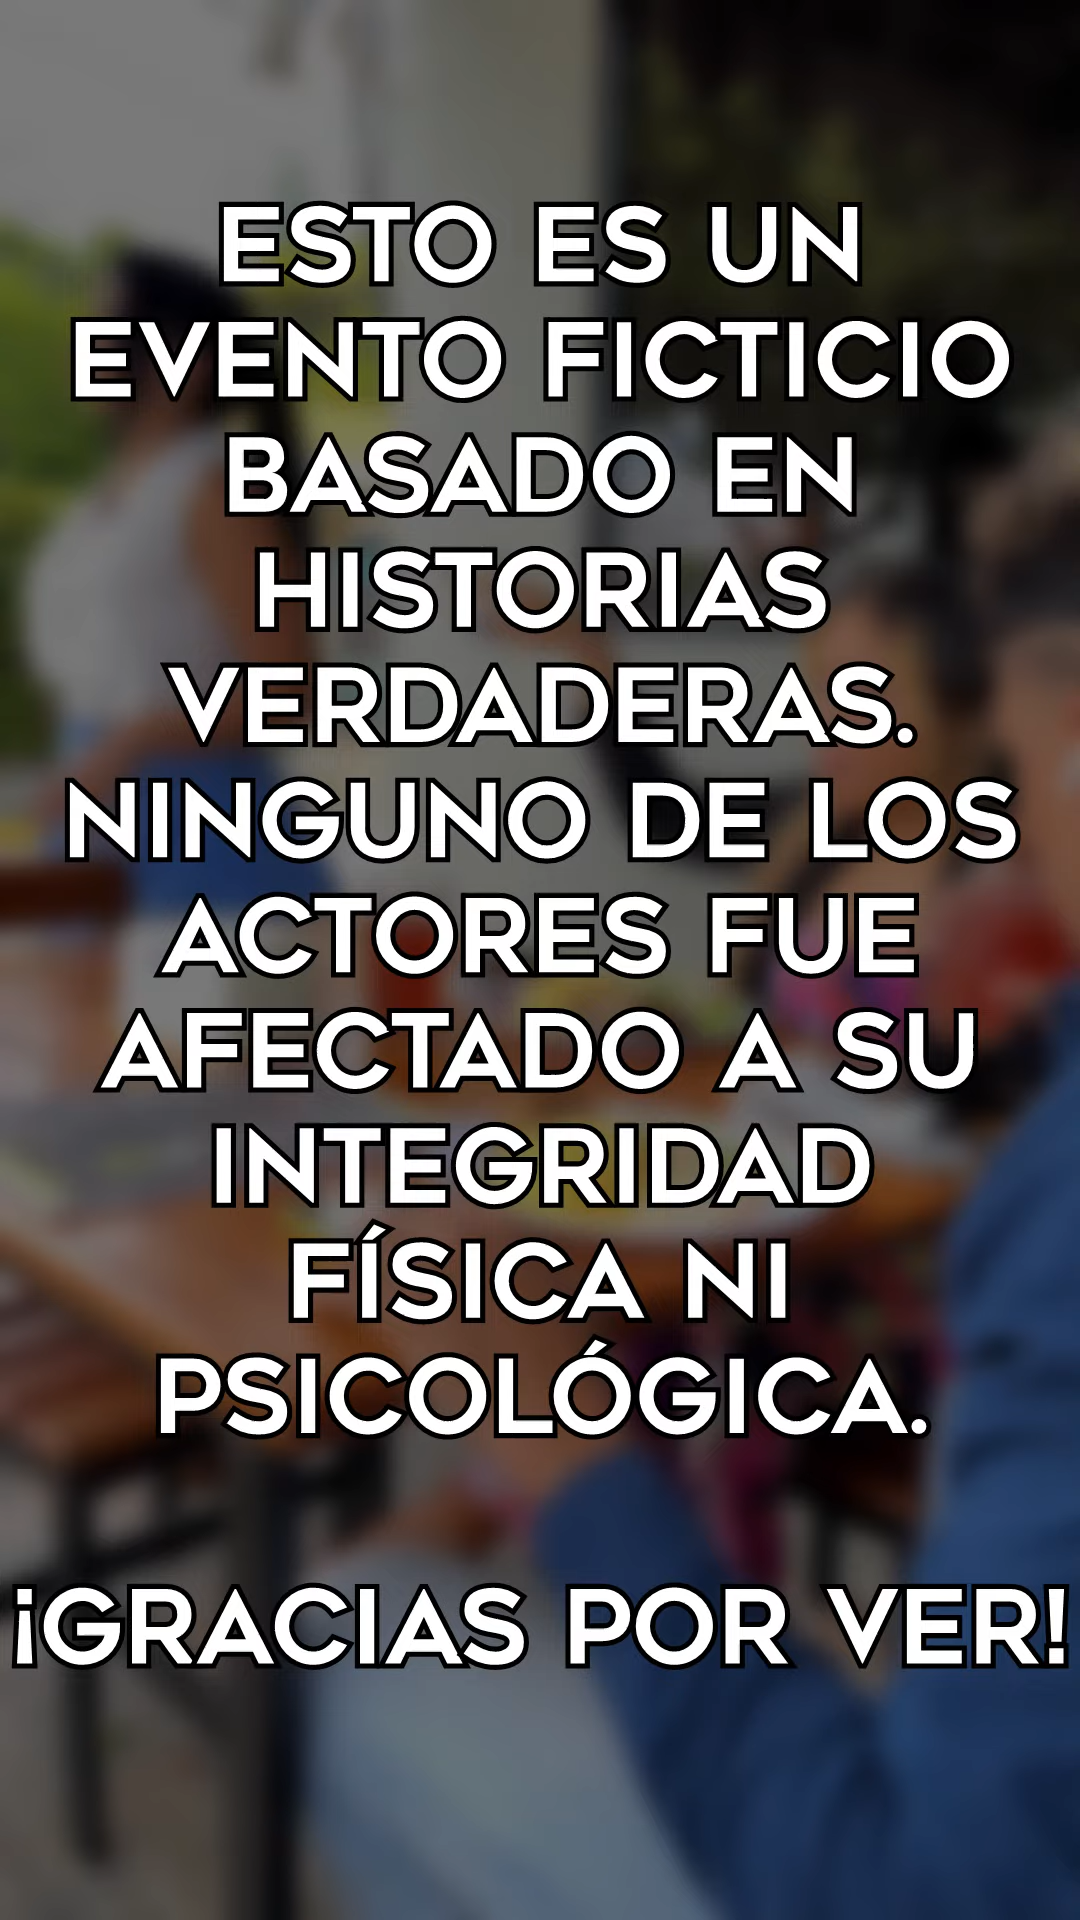 ESTO ES UN
EVENTO FICTICIO
BASADO EN
HISTORIAS
VERDADERAS.
NINGUNO DE LOS
ACTORES FUE
AFECTADO A SU
INTEGRIDAD
FÍSICA NI
PSICOLÓGICA.
¡GRACIAS POR VER!